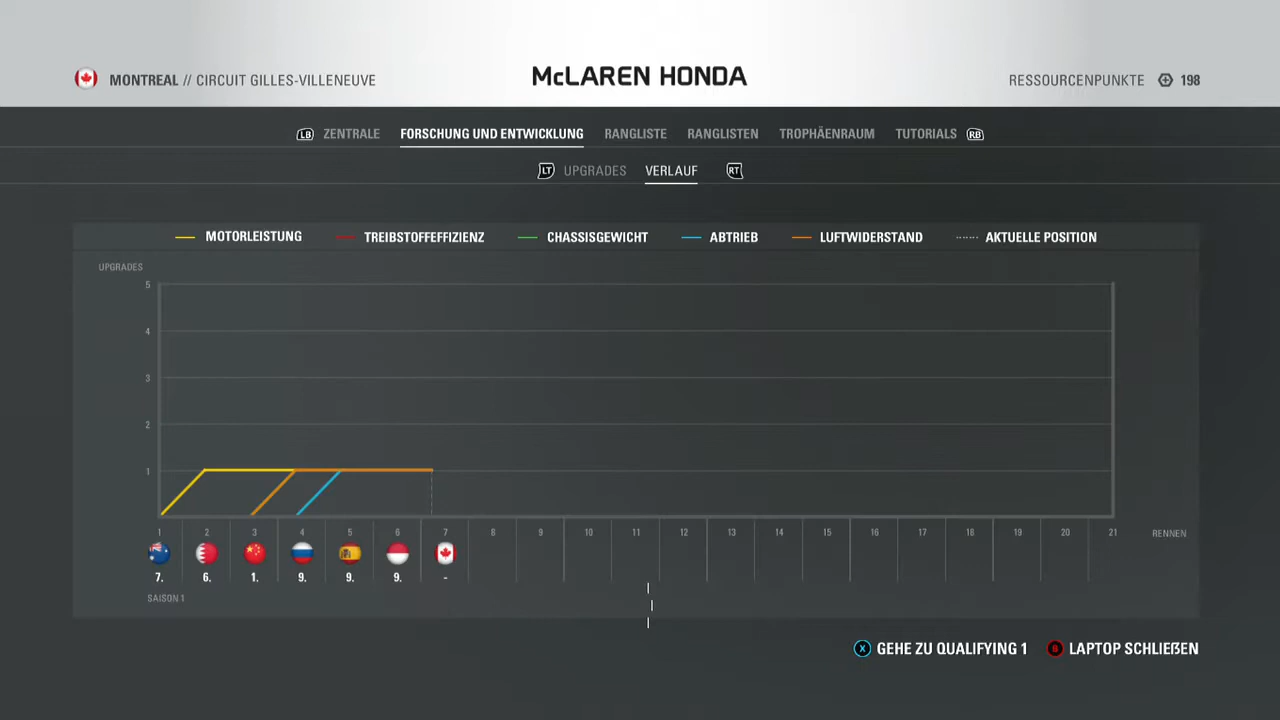 MONTREAL // CIRCUIT GILLES-VILLENEUVE
McLAREN HONDA
RESSOURCENPUNKTE 198
LB ZENTRALE FORSCHUNG UND ENTWICKLUNG RANGLISTE RANGLISTEN TROPHÄENRAUM TUTORIALS RB
LT UPGRADES VERLAUF RT
MOTORLEISTUNG TREIBSTOFFEFFIZIENZ CHASSISGEWICHT ABTRIEB LUFTWIDERSTAND AKTUELLE POSITION
UPGRADES
5
4
3
2
1
1 2 3 4 5 6 7 8 9 10 11 12 13 14 15 16 17 18 19 20 21 RENNEN
7. 6. 1. 9. 9. 9. -
SAISON 1
X GEHE ZU QUALIFYING 1 B LAPTOP SCHLIEẞEN